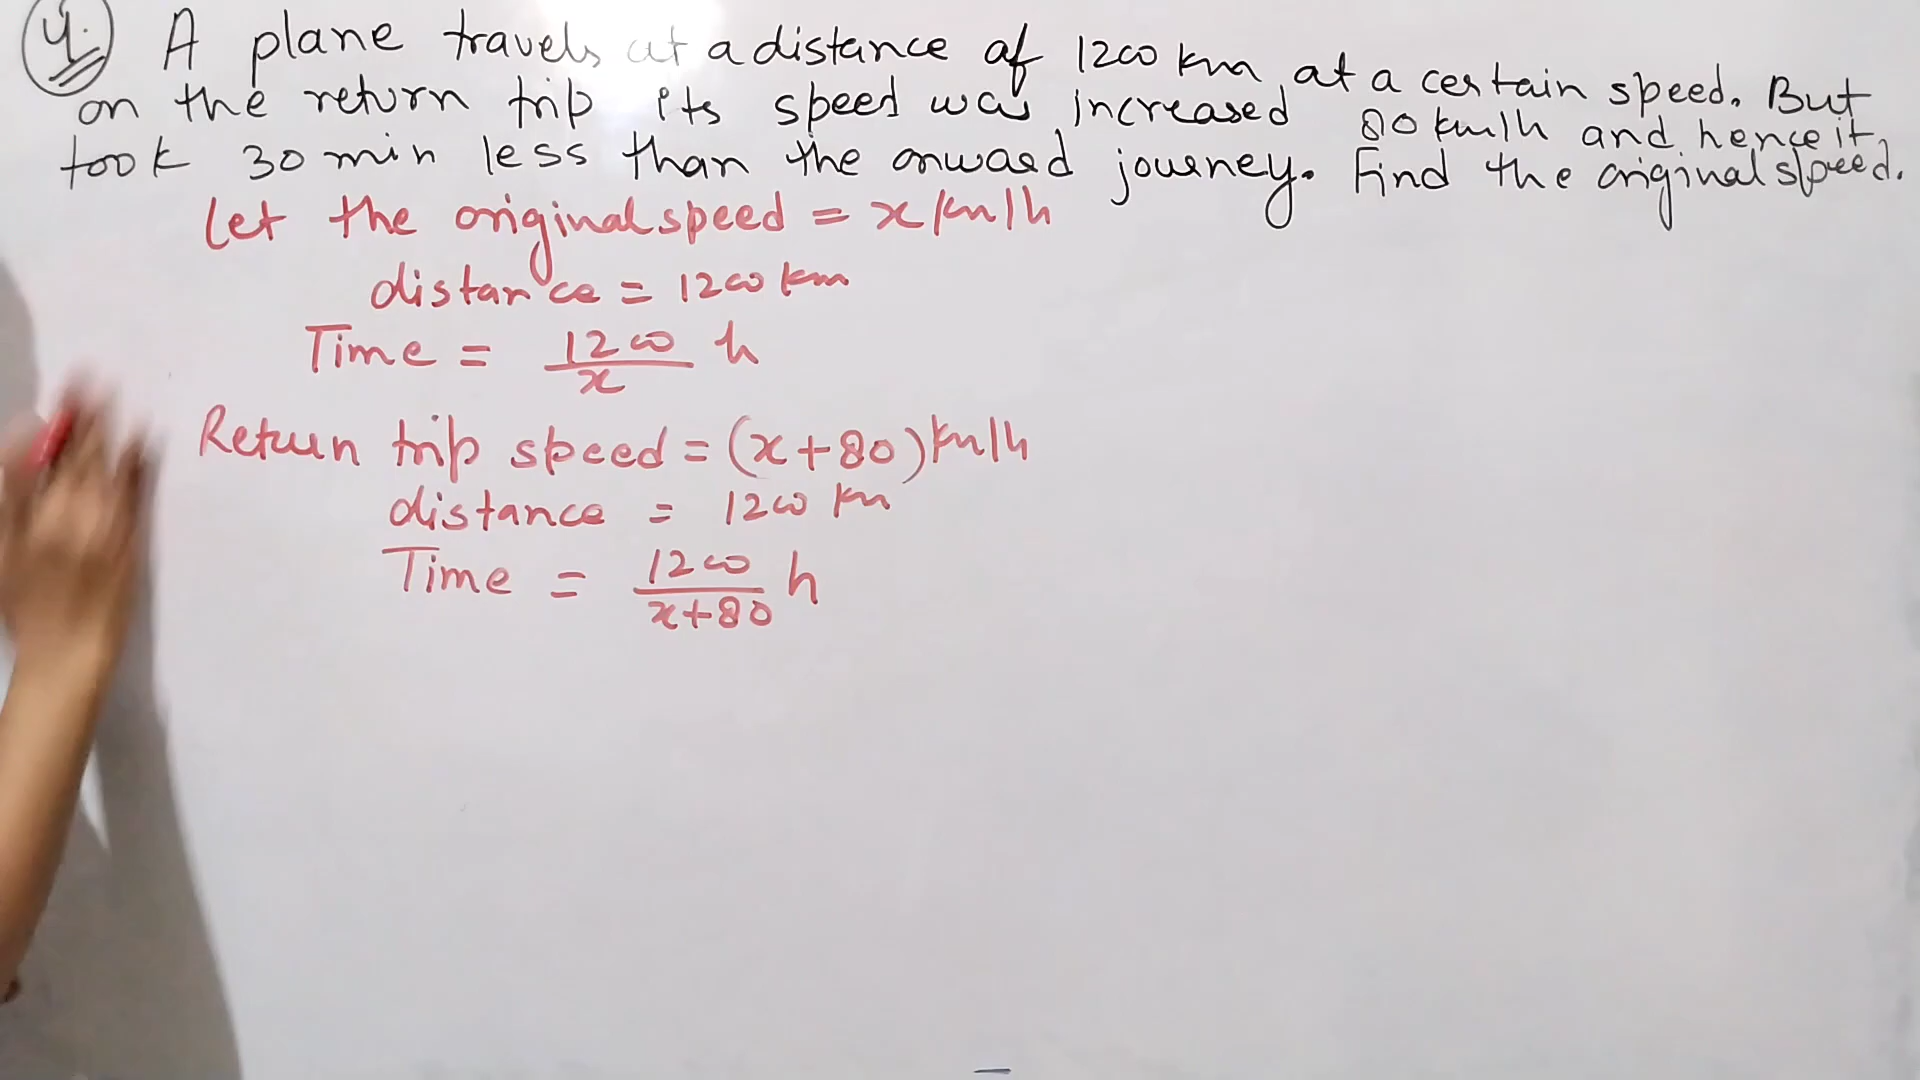 4. A plane travels at a distance of 1200 km at a certain speed. But
on the return trip its speed was increased 80 km/h and hence it
took 30 min less than the onward journey. Find the original speed.
Let the original speed = x km/h
distance = 1200 km
Time = 1200/x h
Return trip speed = (x+80) km/h
distance = 1200 km
Time = 1200/x+80 h